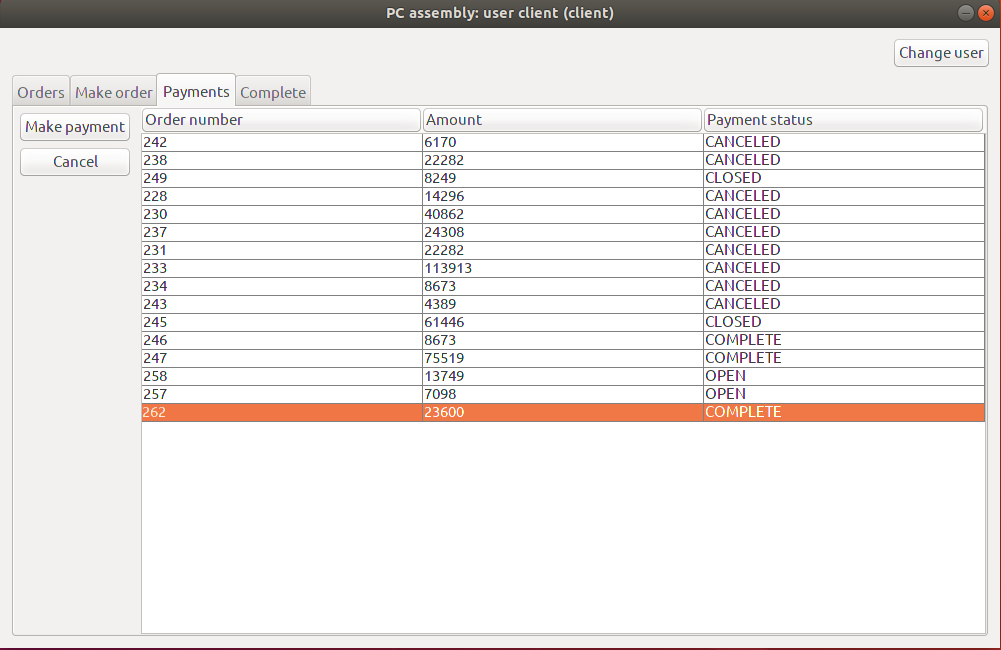 PC assembly: user client (client)
Change user
Orders Make order Payments Complete
Make payment
Cancel
Order number Amount Payment status
242 6170 CANCELED
238 22282 CANCELED
249 8249 CLOSED
228 14296 CANCELED
230 40862 CANCELED
237 24308 CANCELED
231 22282 CANCELED
233 113913 CANCELED
234 8673 CANCELED
243 4389 CANCELED
245 61446 CLOSED
246 8673 COMPLETE
247 75519 COMPLETE
258 13749 OPEN
257 7098 OPEN
262 23600 COMPLETE